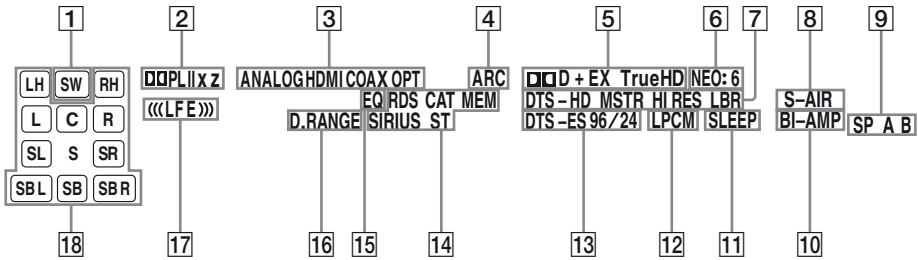 1 2 3 4 5 6 7 8 9
LH SW RH
L C R
SL S SR
SBL SB SBR
PLII x z
(((LFE)))
ANALOG HDMI COAX OPT
ARC
EQ RDS CAT MEM
D.RANGE SIRIUS ST
D + EX TrueHD NEO: 6
DTS-HD MSTR HI RES LBR
DTS-ES 96/24 LPCM SLEEP
S-AIR
BI-AMP
SP A B
18 17 16 15 14 13 12 11 10